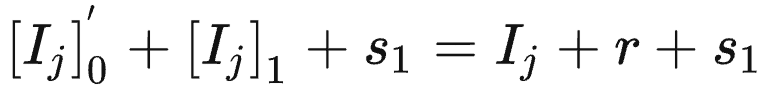 [I_j]'_0 + [I_j]_1 + s_1 = I_j + r + s_1